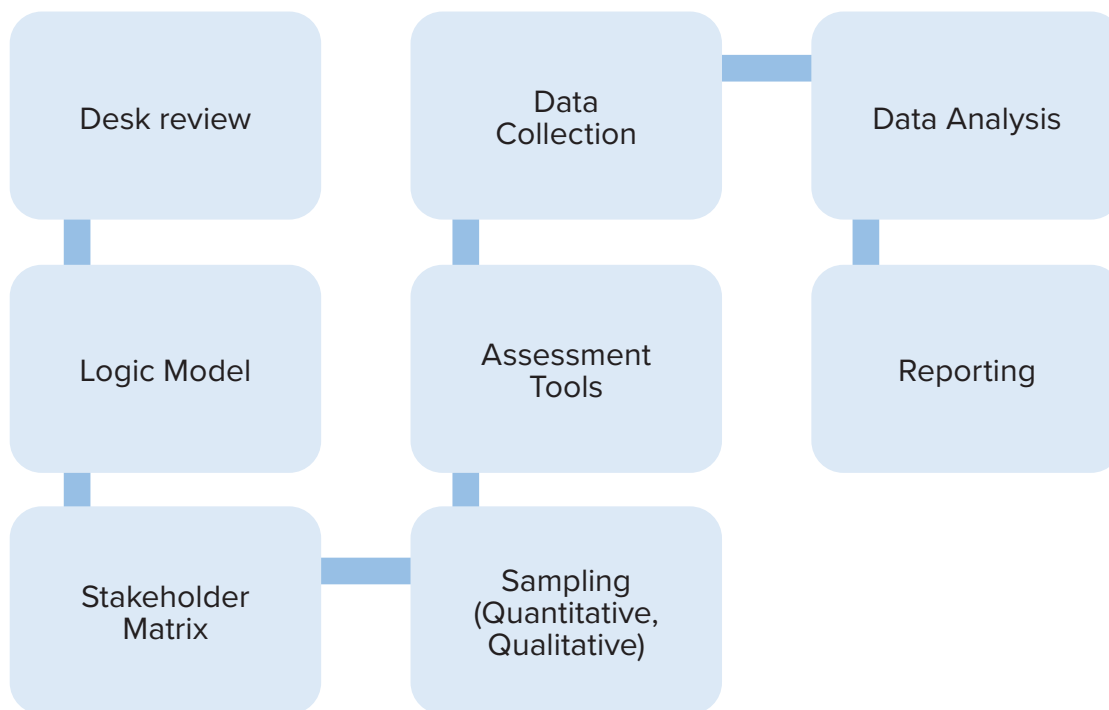 Desk review
Logic Model
Stakeholder
Matrix
Sampling
(Quantitative,
Qualitative)
Assessment
Tools
Data
Collection
Data Analysis
Reporting